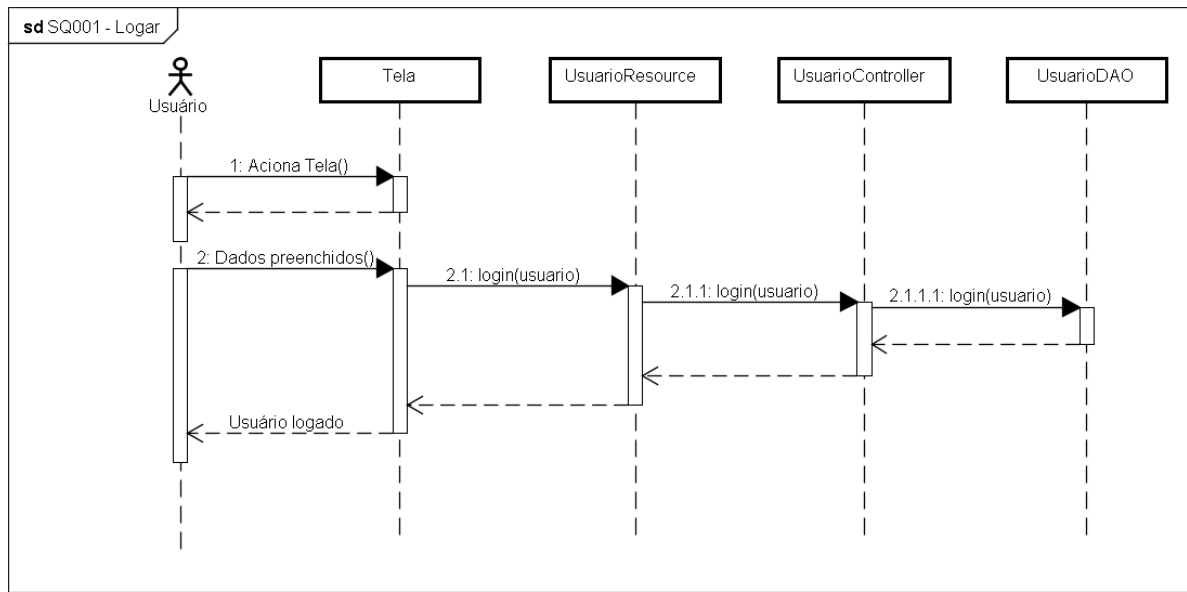 sd SQ001 - Logar
Usuário
Tela
UsuarioResource
UsuarioController
UsuarioDAO
1: Aciona Tela()
2: Dados preenchidos()
2.1: login(usuario)
2.1.1: login(usuario)
2.1.1.1: login(usuario)
Usuário logado